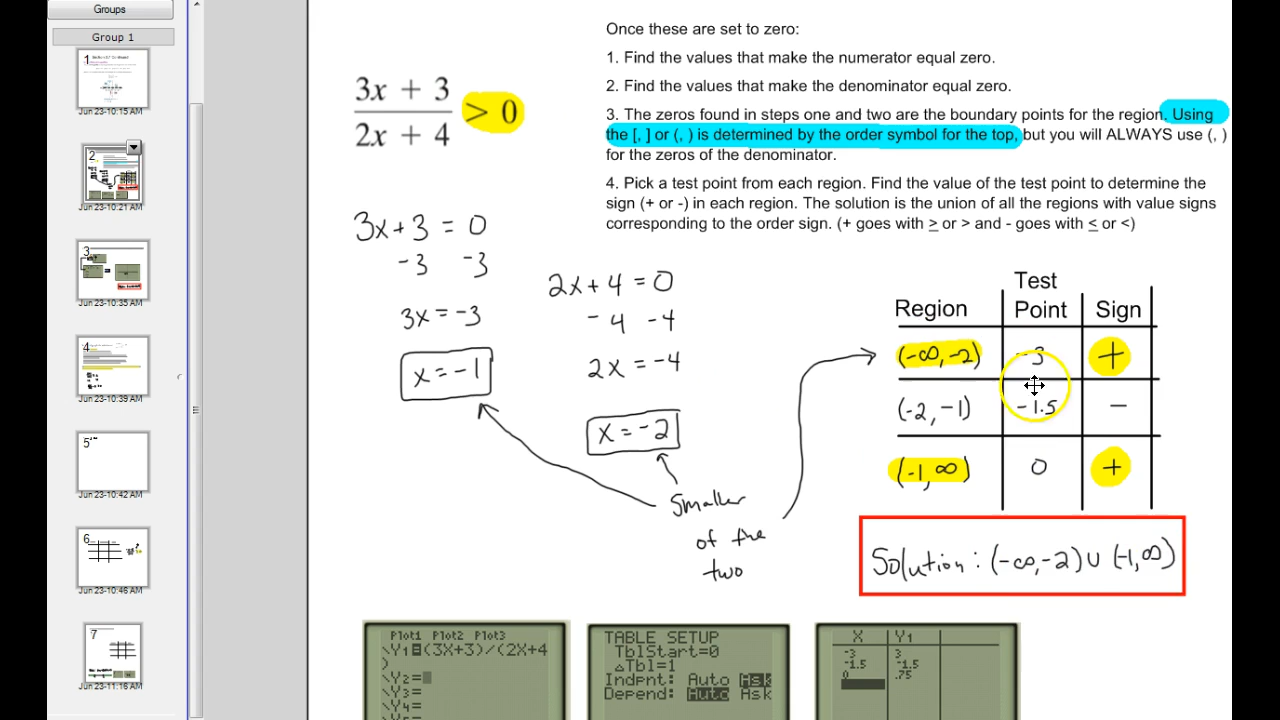 Groups
Group 1
1
Jun 23-10:15 AM
2
Jun 23-10:21 AM
3
Jun 23-10:35 AM
4
Jun 23-10:39 AM
5
Jun 23-10:42 AM
6
Jun 23-10:46 AM
7
Jun 23-11:16 AM
Once these are set to zero:
1. Find the values that make the numerator equal zero.
2. Find the values that make the denominator equal zero.
3. The zeros found in steps one and two are the boundary points for the region. Using
the [, ] or (, ) is determined by the order symbol for the top, but you will ALWAYS use (, )
for the zeros of the denominator.
4. Pick a test point from each region. Find the value of the test point to determine the
sign (+ or -) in each region. The solution is the union of all the regions with value signs
corresponding to the order sign. (+ goes with ≥ or > and - goes with ≤ or <)
3x + 3
> 0
2x + 4
3x+3 = 0
-3 -3
3x = -3
x = -1
2x+4 = 0
-4 -4
2x = -4
x = -2
Smaller
of the
two
Region Test Point Sign
(-∞,-2) -3 +
(-2,-1) -1.5 -
(-1,∞) 0 +
Solution: (-∞,-2) ∪ (-1,∞)
Plot1 Plot2 Plot3
\Y1=(3X+3)/(2X+4
)
\Y2=
\Y3=
\Y4=
TABLE SETUP
TblStart=0
△Tbl=1
Indpnt: Auto Ask
Depend: Auto Ask
X Y1
-3 3
-1.5 -1.5
0 .75